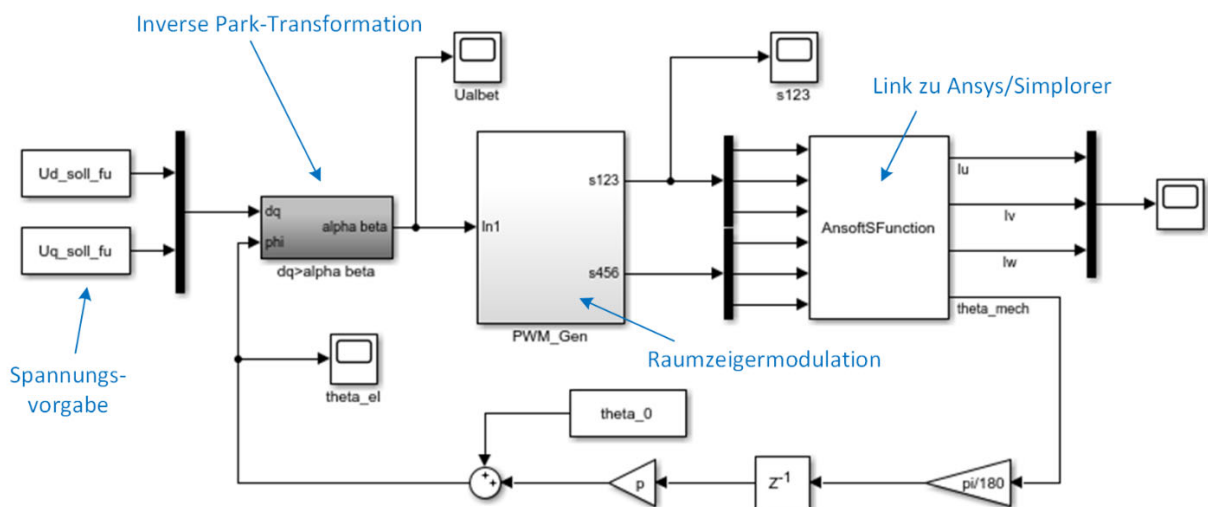 Inverse Park-Transformation
Ualbet
s123
Link zu Ansys/Simplorer
Ud_soll_fu
Uq_soll_fu
dq
phi
alpha beta
dq>alpha beta
In1
s123
s456
PWM_Gen
AnsoftSFunction
Iu
Iv
Iw
theta_mech
Spannungs-
vorgabe
theta_el
Raumzeigermodulation
theta_0
+
+
p
Z-1
pi/180